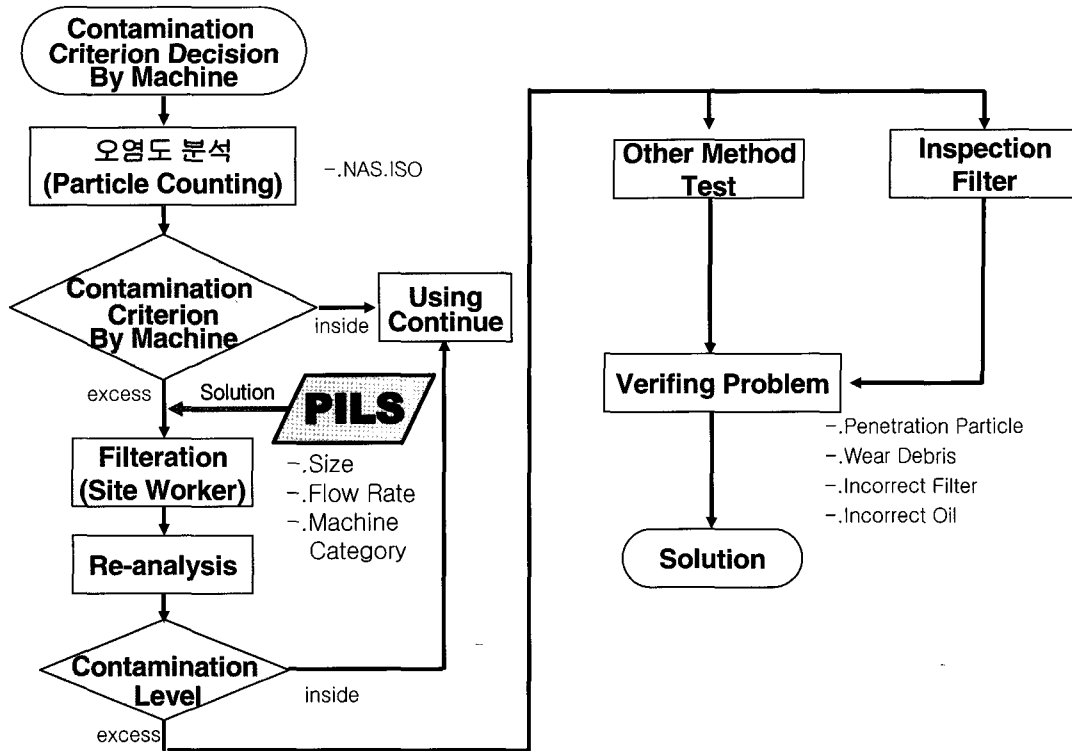 Contamination
Criterion Decision
By Machine
오염도 분석
(Particle Counting)
-.NAS.ISO
Contamination
Criterion
By Machine
inside
Using
Continue
excess
Solution
PILS
-.Size
-.Flow Rate
-.Machine
Category
Filteration
(Site Worker)
Re-analysis
Contamination
Level
inside
excess
Other Method
Test
Inspection
Filter
Verifing Problem
-.Penetration Particle
-.Wear Debris
-.Incorrect Filter
-.Incorrect Oil
Solution